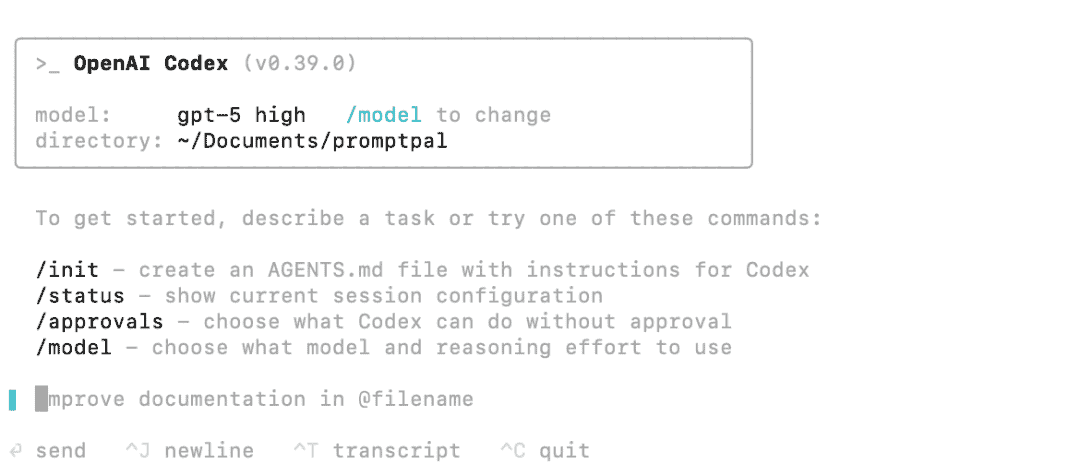 >_ OpenAI Codex (v0.39.0)
model: gpt-5 high /model to change
directory: ~/Documents/promptpal
To get started, describe a task or try one of these commands:
/init – create an AGENTS.md file with instructions for Codex
/status – show current session configuration
/approvals – choose what Codex can do without approval
/model – choose what model and reasoning effort to use
mprove documentation in @filename
⏎ send ^J newline ^T transcript ^C quit